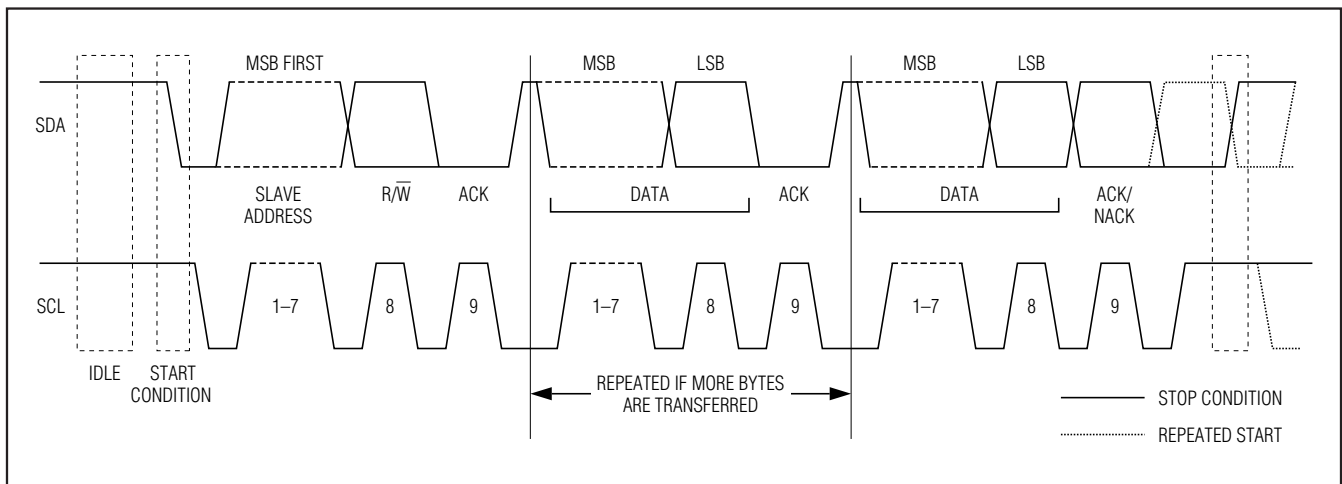 MSB FIRST
MSB
LSB
MSB
LSB
SDA
SLAVE
ADDRESS
R/W̅
ACK
DATA
ACK
DATA
ACK/
NACK
SCL
1–7
8
9
1–7
8
9
1–7
8
9
IDLE
START
CONDITION
REPEATED IF MORE BYTES
ARE TRANSFERRED
STOP CONDITION
REPEATED START